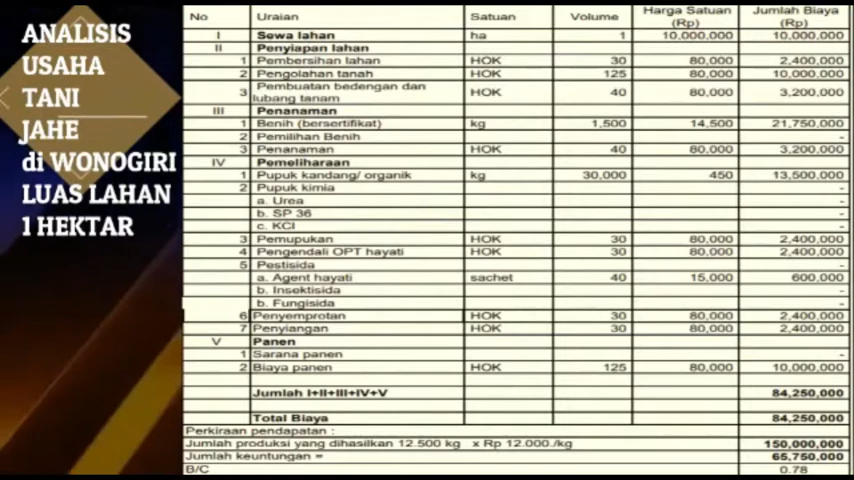 ANALISIS
USAHA
TANI
JAHE
di WONOGIRI
LUAS LAHAN
1 HEKTAR
No Uraian Satuan Volume Harga Satuan (Rp) Jumlah Biaya (Rp)
I Sewa lahan ha 1 10,000,000 10,000,000
II Penyiapan lahan
1 Pembersihan lahan HOK 30 80,000 2,400,000
2 Pengolahan tanah HOK 125 80,000 10,000,000
3 Pembuatan bedengan dan lubang tanam HOK 40 80,000 3,200,000
III Penanaman
1 Benih (bersertifikat) kg 1,500 14,500 21,750,000
2 Pemilihan Benih -
3 Penanaman HOK 40 80,000 3,200,000
IV Pemeliharaan
1 Pupuk kandang/ organik kg 30,000 450 13,500,000
2 Pupuk kimia -
a. Urea -
b. SP 36 -
c. KCl -
3 Pemupukan HOK 30 80,000 2,400,000
4 Pengendali OPT hayati HOK 30 80,000 2,400,000
5 Pestisida -
a. Agent hayati sachet 40 15,000 600,000
b. Insektisida -
b. Fungisida -
6 Penyemprotan HOK 30 80,000 2,400,000
7 Penyiangan HOK 30 80,000 2,400,000
V Panen
1 Sarana panen -
2 Biaya panen HOK 125 80,000 10,000,000
Jumlah I+II+III+IV+V 84,250,000
Total Biaya 84,250,000
Perkiraan pendapatan :
Jumlah produksi yang dihasilkan 12.500 kg x Rp 12.000./kg 150,000,000
Jumlah keuntungan = 65,750,000
B/C 0.78